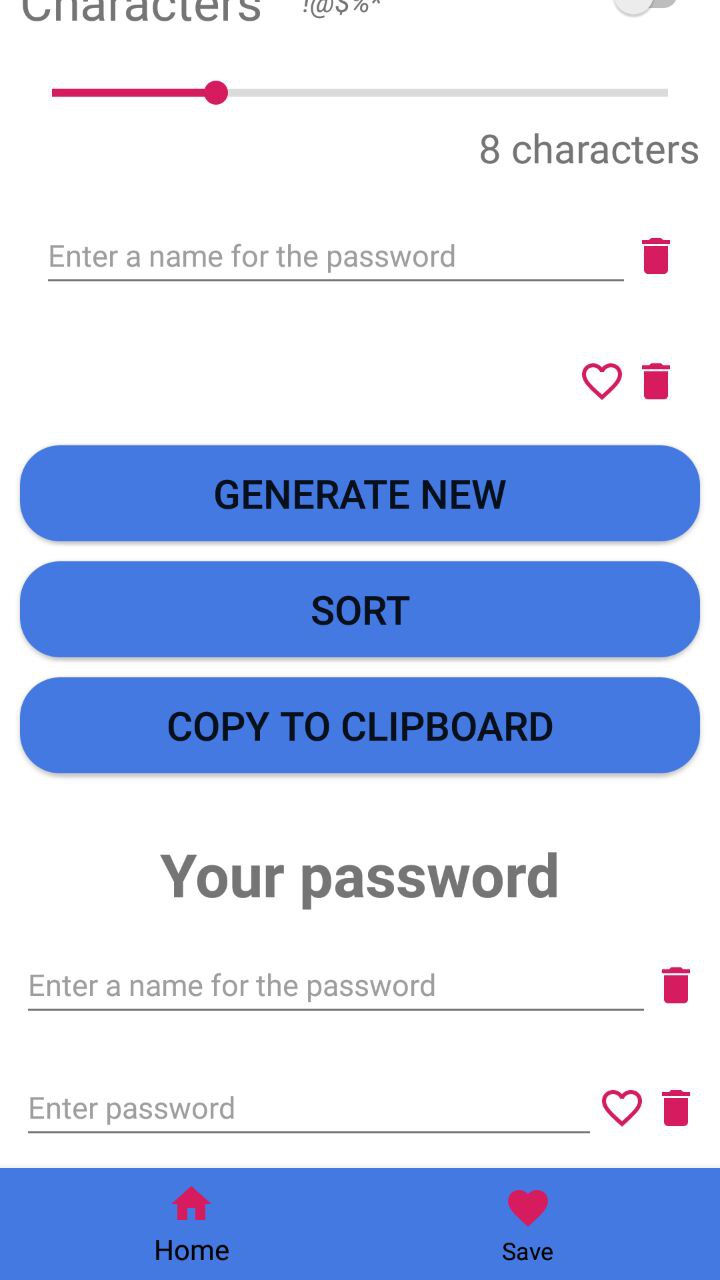 Characters !@$%*
8 characters
Enter a name for the password
GENERATE NEW
SORT
COPY TO CLIPBOARD
Your password
Enter a name for the password
Enter password
Home Save